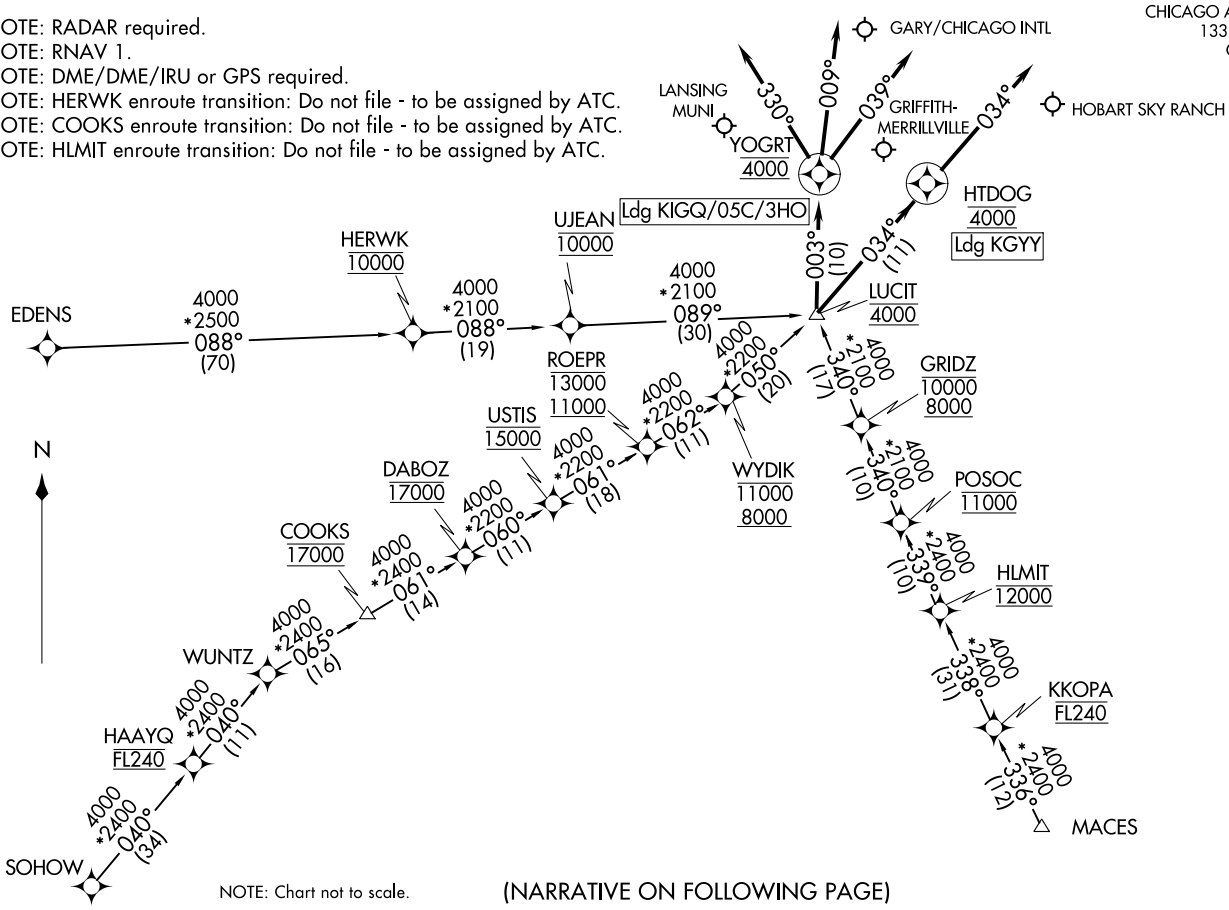 OTE: RADAR required.
OTE: RNAV 1.
OTE: DME/DME/IRU or GPS required.
OTE: HERWK enroute transition: Do not file - to be assigned by ATC.
OTE: COOKS enroute transition: Do not file - to be assigned by ATC.
OTE: HLMIT enroute transition: Do not file - to be assigned by ATC.
CHICAGO A
133
GARY/CHICAGO INTL
LANSING
MUNI
330°
009°
039°
GRIFFITH-
MERRILLVILLE
034°
HOBART SKY RANCH
YOGRT
4000
Ldg KIGQ/05C/3HO
HTDOG
4000
Ldg KGYY
003°
(10)
034°
(11)
LUCIT
4000
EDENS
4000
*2500
088°
(70)
HERWK
10000
4000
*2100
088°
(19)
UJEAN
10000
4000
*2100
089°
(30)
4000
*2200
050°
(20)
WYDIK
11000
8000
4000
*2200
062°
(11)
ROEPR
13000
11000
4000
*2200
061°
(18)
USTIS
15000
4000
*2200
060°
(11)
DABOZ
17000
4000
*2400
061°
(14)
COOKS
17000
4000
*2400
065°
(16)
WUNTZ
4000
*2400
040°
(11)
HAAYQ
FL240
4000
*2400
040°
(34)
SOHOW
4000
*2100
340°
(17)
GRIDZ
10000
8000
4000
*2100
340°
(10)
POSOC
11000
4000
*2400
339°
(10)
HLMIT
12000
4000
*2400
338°
(31)
KKOPA
FL240
4000
*2400
336°
(12)
MACES
N
NOTE: Chart not to scale.
(NARRATIVE ON FOLLOWING PAGE)